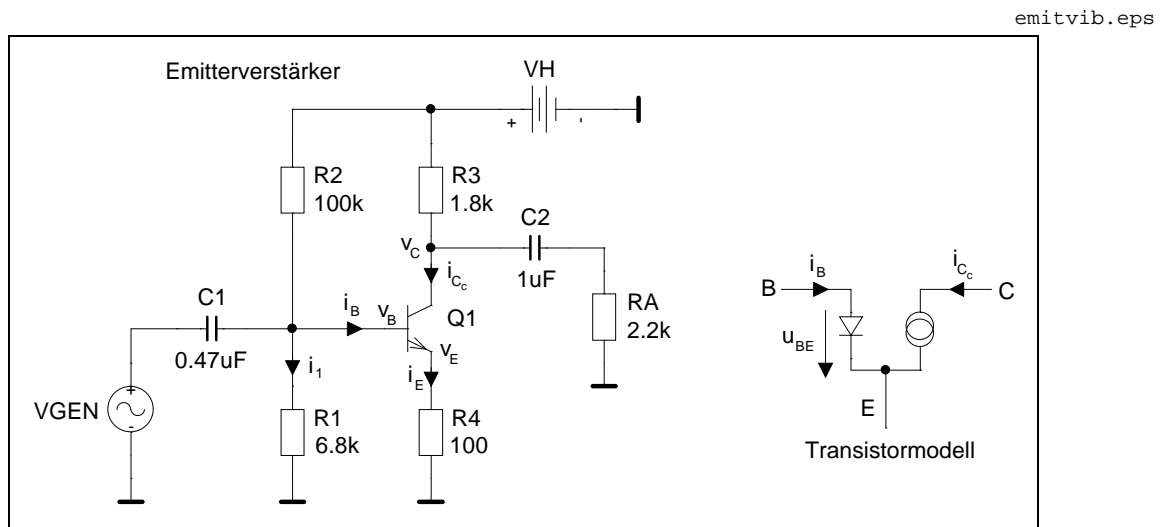 emitvib.eps
Emitterverstärker
VH
+
-
R2
100k
R3
1.8k
C2
1uF
vC
iCc
RA
2.2k
C1
0.47uF
iB
vB
Q1
vE
i1
iE
VGEN
+
-
R1
6.8k
R4
100
B
iB
iCc
C
uBE
E
Transistormodell